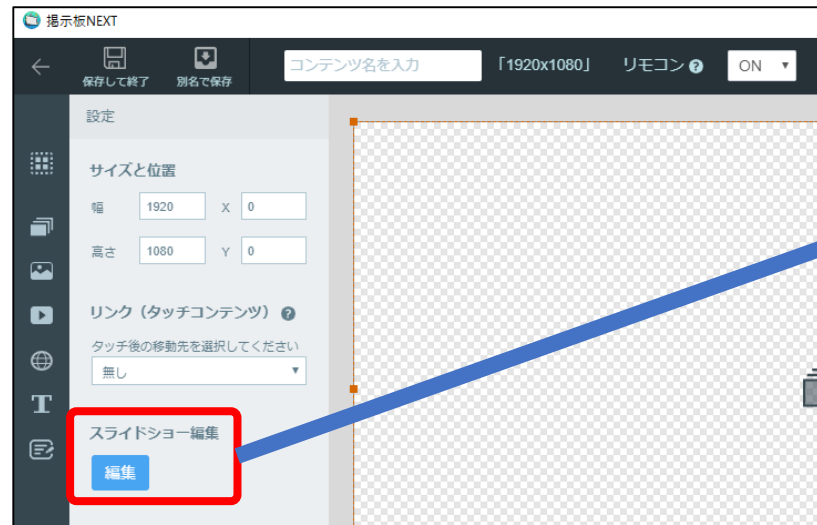 掲示板NEXT
保存して終了 別名で保存 コンテンツ名を入力 「1920x1080」 リモコン ? ON ▼
設定
サイズと位置
幅 1920 X 0
高さ 1080 Y 0
リンク（タッチコンテンツ） ?
タッチ後の移動先を選択してください
無し ▼
T
スライドショー編集
編集